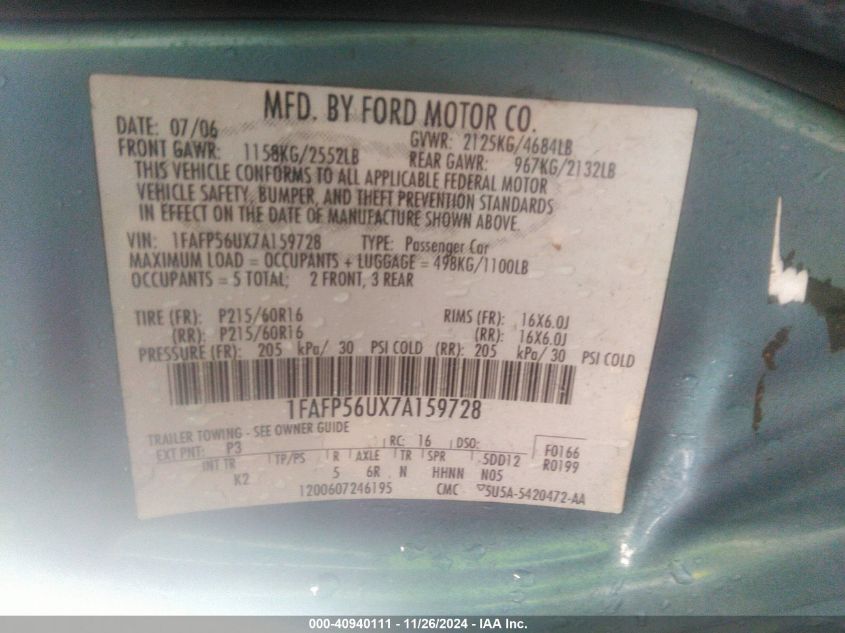 MFD. BY FORD MOTOR CO.
DATE: 07/06 GVWR: 2125KG/4684LB
FRONT GAWR: 1158KG/2552LB REAR GAWR: 967KG/2132LB
THIS VEHICLE CONFORMS TO ALL APPLICABLE FEDERAL MOTOR
VEHICLE SAFETY, BUMPER, AND THEFT PREVENTION STANDARDS
IN EFFECT ON THE DATE OF MANUFACTURE SHOWN ABOVE.
VIN: 1FAFP56UX7A159728 TYPE: Passenger Car
MAXIMUM LOAD = OCCUPANTS + LUGGAGE = 498KG/1100LB
OCCUPANTS = 5 TOTAL; 2 FRONT, 3 REAR
TIRE (FR): P215/60R16 RIMS (FR): 16X6.0J
(RR): P215/60R16 (RR): 16X6.0J
PRESSURE (FR): 205 kPa/ 30 PSI COLD (RR): 205 kPa/ 30 PSI COLD
1FAFP56UX7A159728
TRAILER TOWING - SEE OWNER GUIDE
EXT PNT: P3 RC: 16 DSO: F0166
INT TR TP/PS R AXLE TR SPR 5DD12 R0199
K2 5 6R N HHNN N05
1200607246195 CMC ▽5U5A-5420472-AA
000-40940111 - 11/26/2024 - IAA Inc.